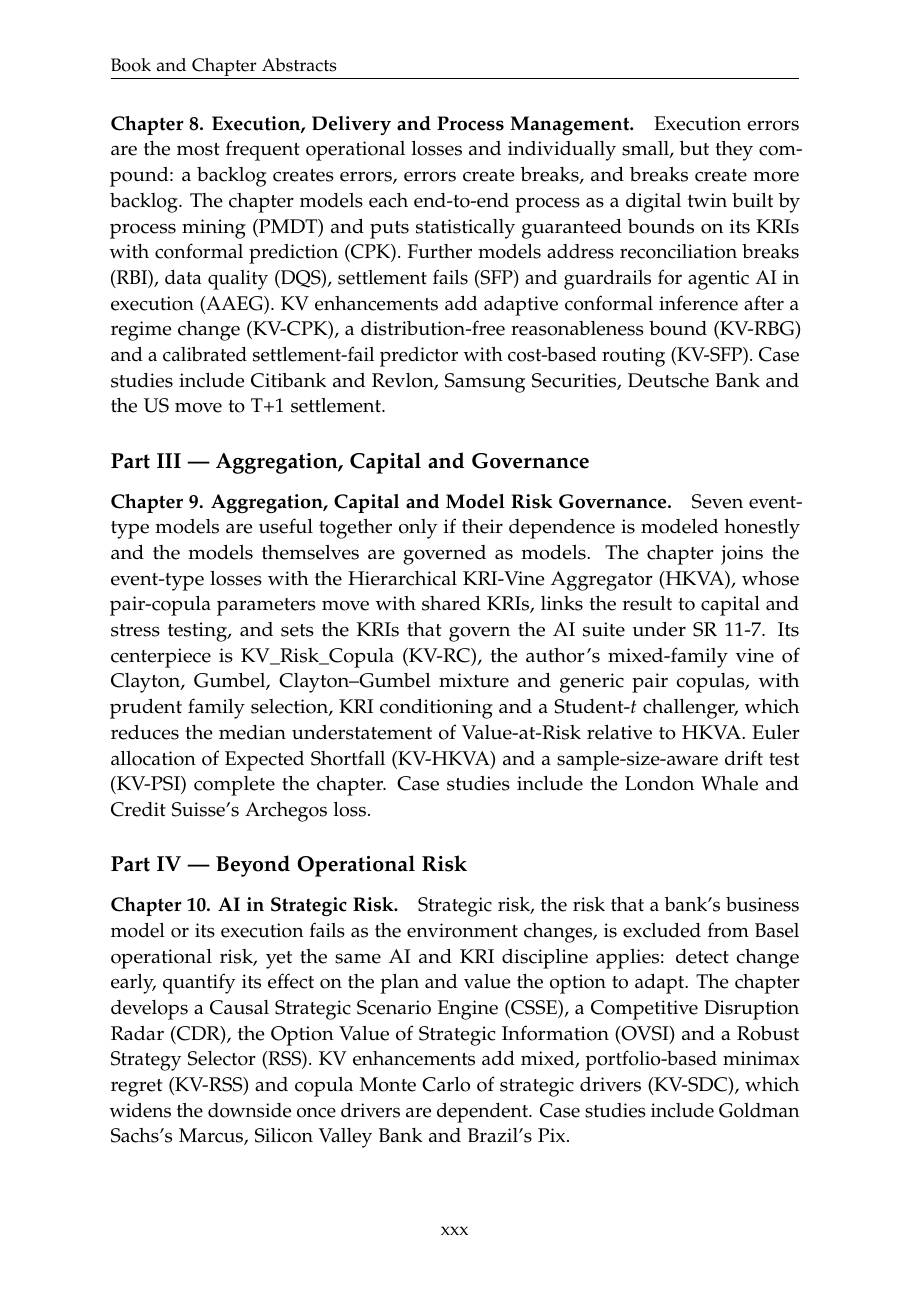 Book and Chapter Abstracts
Chapter 8. Execution, Delivery and Process Management. Execution errors
are the most frequent operational losses and individually small, but they com-
pound: a backlog creates errors, errors create breaks, and breaks create more
backlog. The chapter models each end-to-end process as a digital twin built by
process mining (PMDT) and puts statistically guaranteed bounds on its KRIs
with conformal prediction (CPK). Further models address reconciliation breaks
(RBI), data quality (DQS), settlement fails (SFP) and guardrails for agentic AI in
execution (AAEG). KV enhancements add adaptive conformal inference after a
regime change (KV-CPK), a distribution-free reasonableness bound (KV-RBG)
and a calibrated settlement-fail predictor with cost-based routing (KV-SFP). Case
studies include Citibank and Revlon, Samsung Securities, Deutsche Bank and
the US move to T+1 settlement.
Part III — Aggregation, Capital and Governance
Chapter 9. Aggregation, Capital and Model Risk Governance. Seven event-
type models are useful together only if their dependence is modeled honestly
and the models themselves are governed as models. The chapter joins the
event-type losses with the Hierarchical KRI-Vine Aggregator (HKVA), whose
pair-copula parameters move with shared KRIs, links the result to capital and
stress testing, and sets the KRIs that govern the AI suite under SR 11-7. Its
centerpiece is KV_Risk_Copula (KV-RC), the author's mixed-family vine of
Clayton, Gumbel, Clayton–Gumbel mixture and generic pair copulas, with
prudent family selection, KRI conditioning and a Student-t challenger, which
reduces the median understatement of Value-at-Risk relative to HKVA. Euler
allocation of Expected Shortfall (KV-HKVA) and a sample-size-aware drift test
(KV-PSI) complete the chapter. Case studies include the London Whale and
Credit Suisse's Archegos loss.
Part IV — Beyond Operational Risk
Chapter 10. AI in Strategic Risk. Strategic risk, the risk that a bank's business
model or its execution fails as the environment changes, is excluded from Basel
operational risk, yet the same AI and KRI discipline applies: detect change
early, quantify its effect on the plan and value the option to adapt. The chapter
develops a Causal Strategic Scenario Engine (CSSE), a Competitive Disruption
Radar (CDR), the Option Value of Strategic Information (OVSI) and a Robust
Strategy Selector (RSS). KV enhancements add mixed, portfolio-based minimax
regret (KV-RSS) and copula Monte Carlo of strategic drivers (KV-SDC), which
widens the downside once drivers are dependent. Case studies include Goldman
Sachs's Marcus, Silicon Valley Bank and Brazil's Pix.
xxx